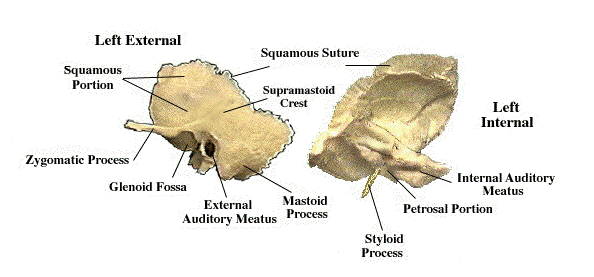 Left External
Squamous Suture
Squamous
Portion
Supramastoid
Crest
Left
Internal
Zygomatic Process
Glenoid Fossa
External
Auditory Meatus
Mastoid
Process
Internal Auditory
Meatus
Petrosal Portion
Styloid
Process